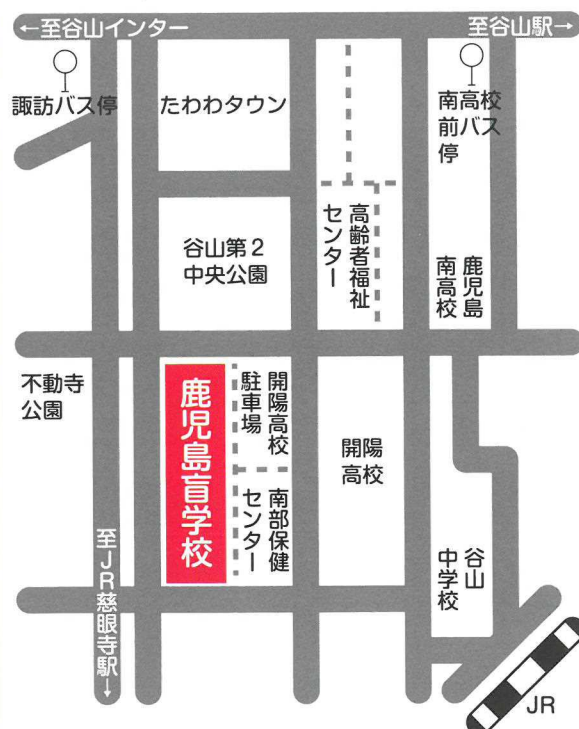 ←至谷山インター
至谷山駅→
諏訪バス停
たわわタウン
南高校
前バス
停
谷山第2
中央公園
高齢者福祉
センター
鹿児島
南高校
不動寺
公園
鹿児島盲学校
開陽高校
駐車場
南部保健
センター
開陽
高校
谷山
中学校
至JR慈眼寺駅→
JR